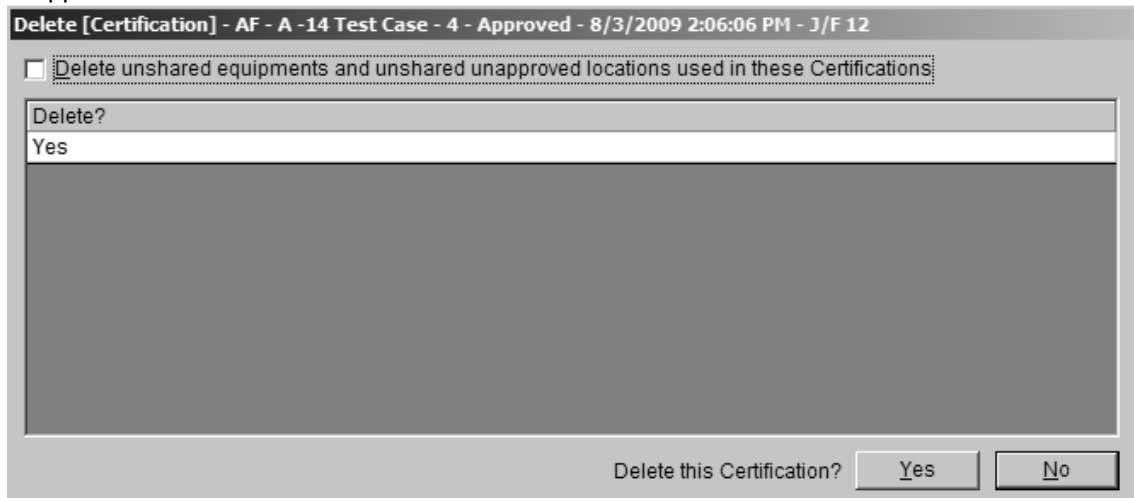 Delete [Certification] - AF - A -14 Test Case - 4 - Approved - 8/3/2009 2:06:06 PM - J/F 12
Delete unshared equipments and unshared unapproved locations used in these Certifications
Delete?
Yes
Delete this Certification? Yes No